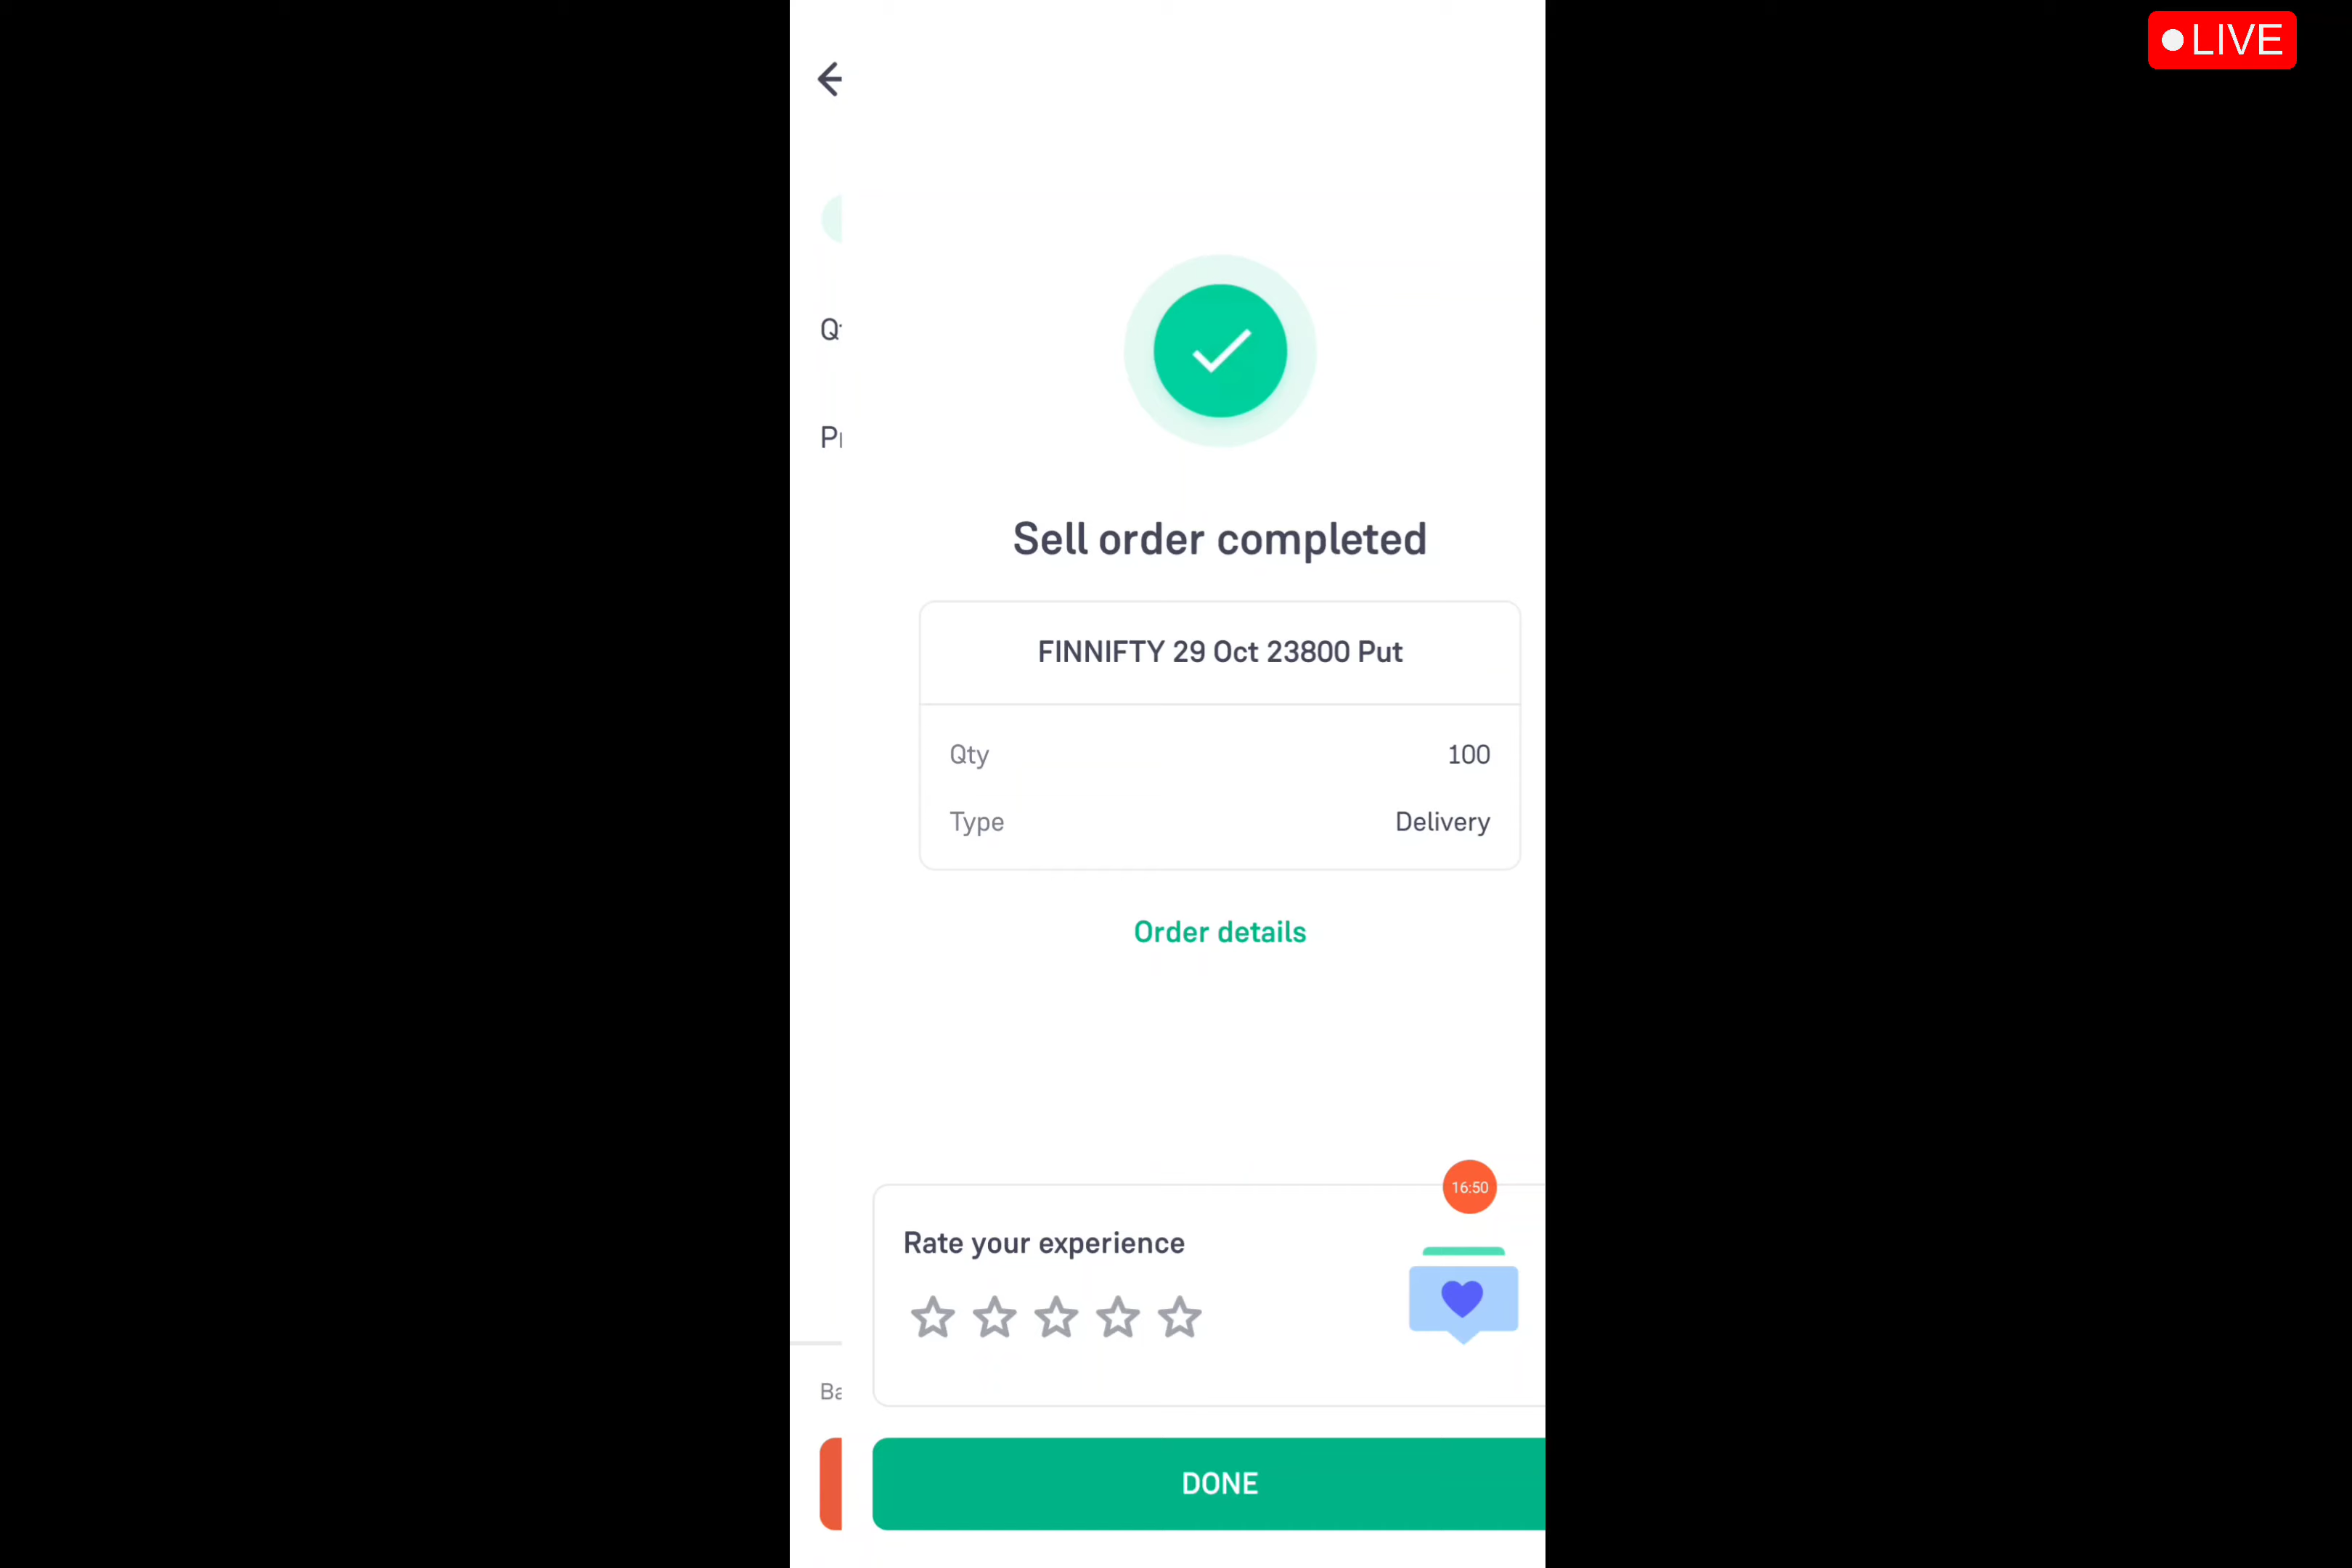 LIVE
Sell order completed
FINNIFTY 29 Oct 23800 Put
Qty 100
Type Delivery
Order details
16:50
Rate your experience
DONE